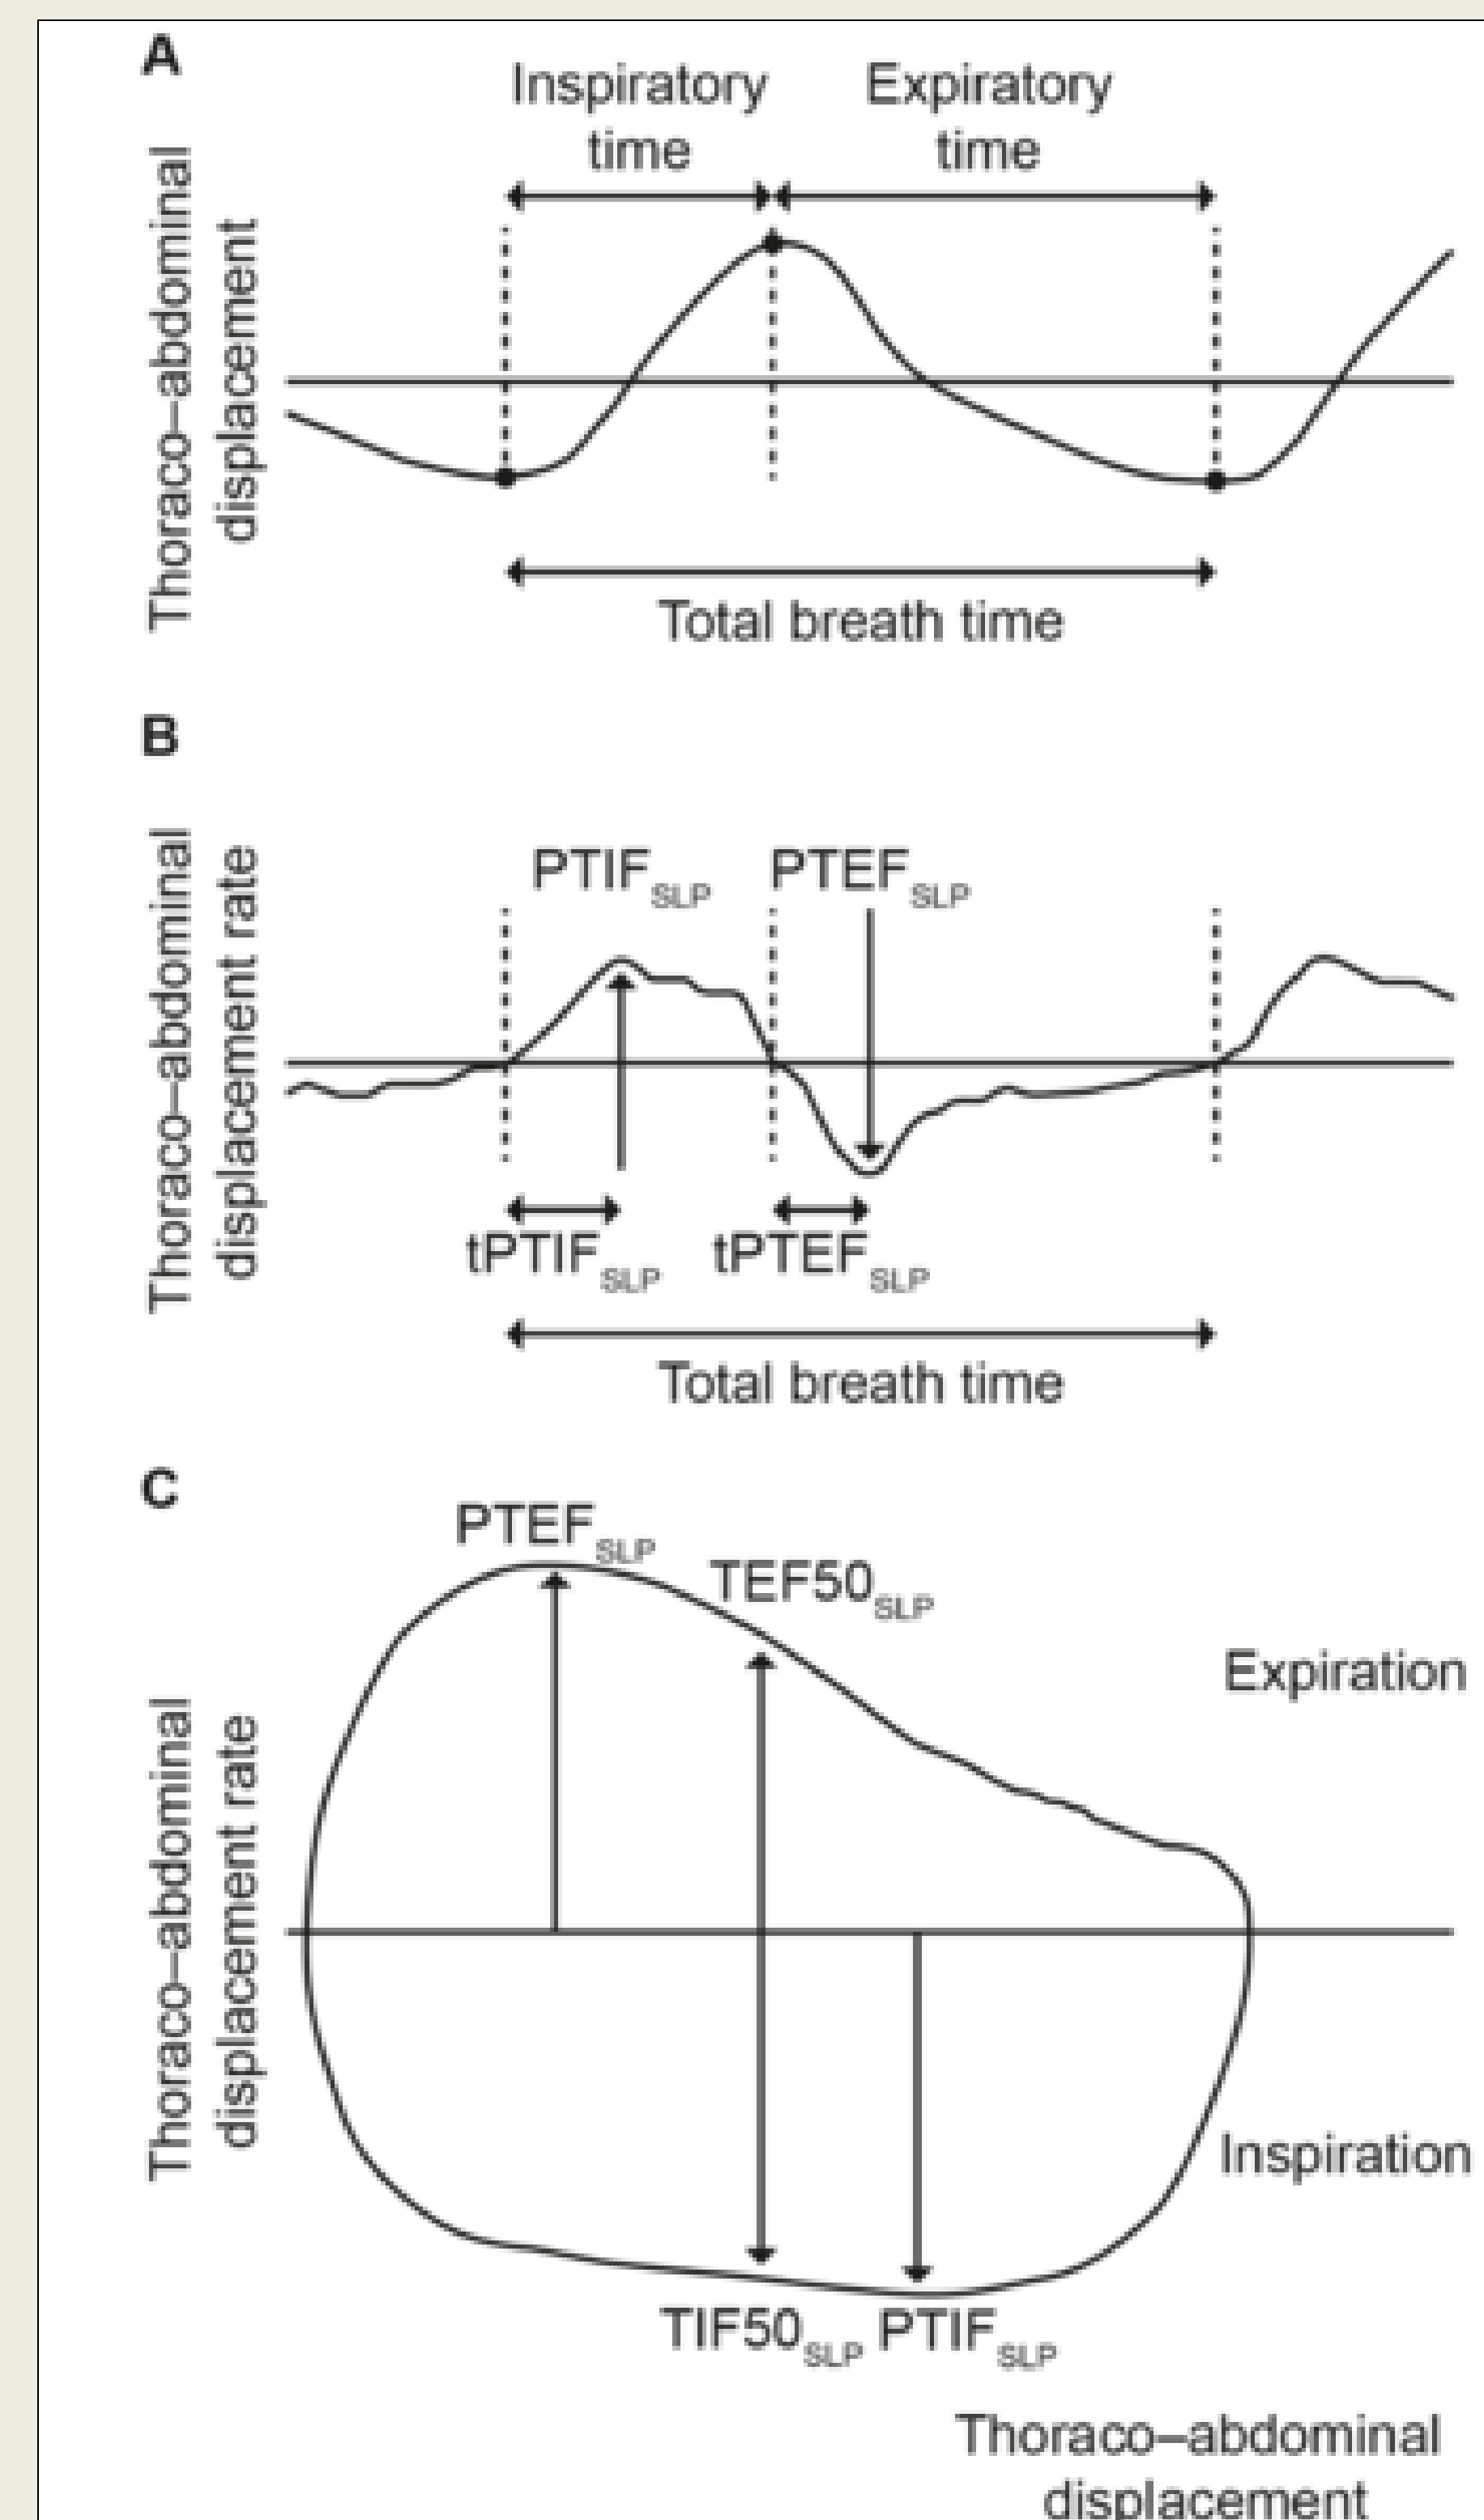 A
Inspiratory
time
Expiratory
time
Thoraco–abdominal
displacement
Total breath time
B
Thoraco–abdominal
displacement rate
PTIFSLP
PTEFSLP
tPTIFSLP
tPTEFSLP
Total breath time
C
Thoraco–abdominal
displacement rate
PTEFSLP
TEF50SLP
Expiration
Inspiration
TIF50SLP
PTIFSLP
Thoraco–abdominal
displacement